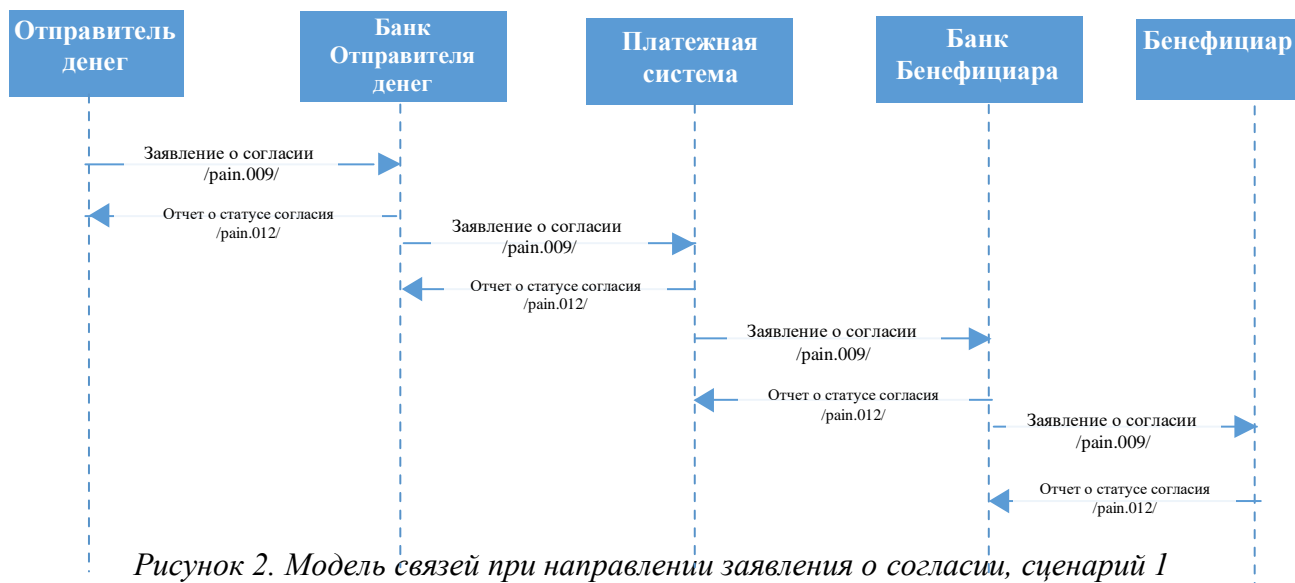 Отправитель
денег
Банк
Отправителя
денег
Платежная
система
Банк
Бенефициара
Бенефициар
Заявление о согласии
/pain.009/
Отчет о статусе согласия
/pain.012/
Заявление о согласии
/pain.009/
Отчет о статусе согласия
/pain.012/
Заявление о согласии
/pain.009/
Отчет о статусе согласия
/pain.012/
Заявление о согласии
/pain.009/
Отчет о статусе согласия
/pain.012/
Рисунок 2. Модель связей при направлении заявления о согласии, сценарий 1